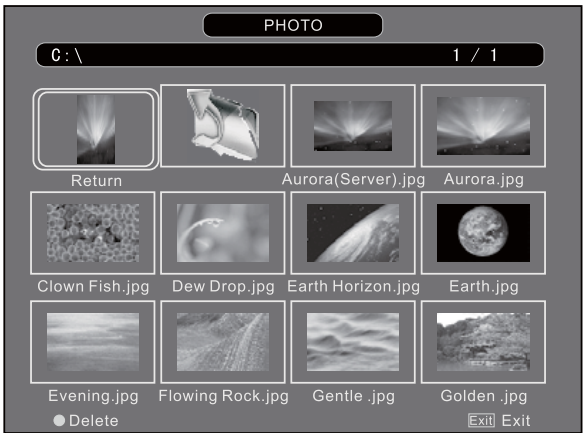 PHOTO
C:\ 1 / 1
Return Aurora(Server).jpg Aurora.jpg
Clown Fish.jpg Dew Drop.jpg Earth Horizon.jpg Earth.jpg
Evening.jpg Flowing Rock.jpg Gentle .jpg Golden .jpg
Delete Exit Exit